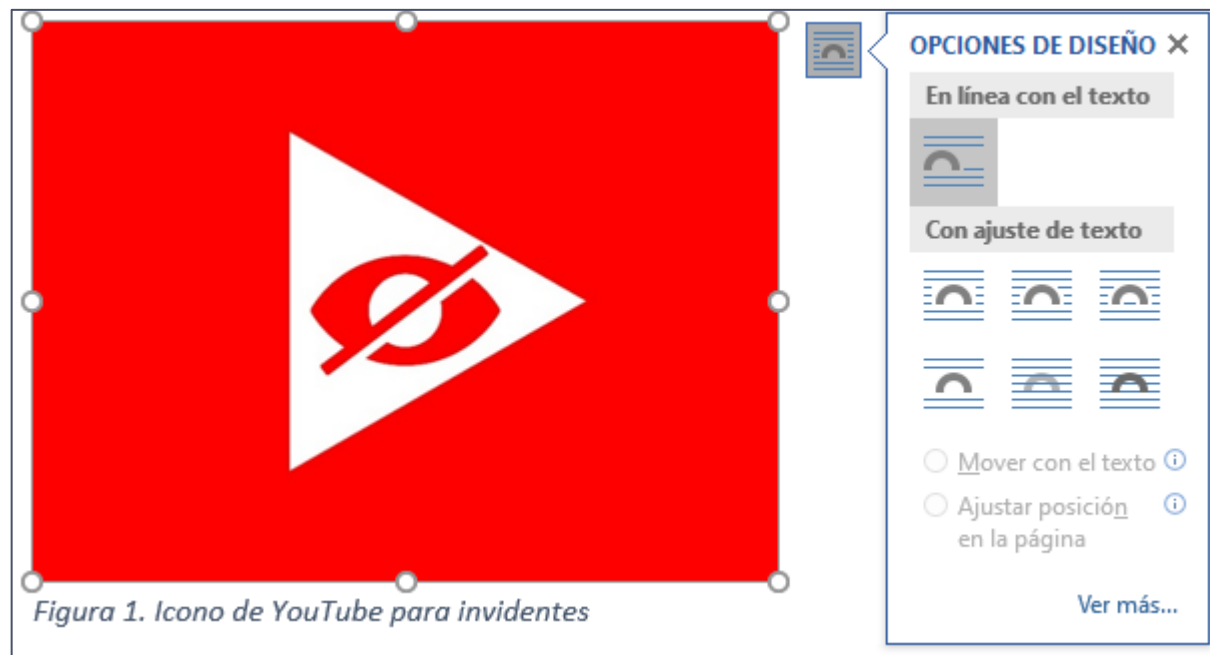 OPCIONES DE DISEÑO
En línea con el texto
Con ajuste de texto
Mover con el texto
Ajustar posición
en la página
Ver más...
Figura 1. Icono de YouTube para invidentes